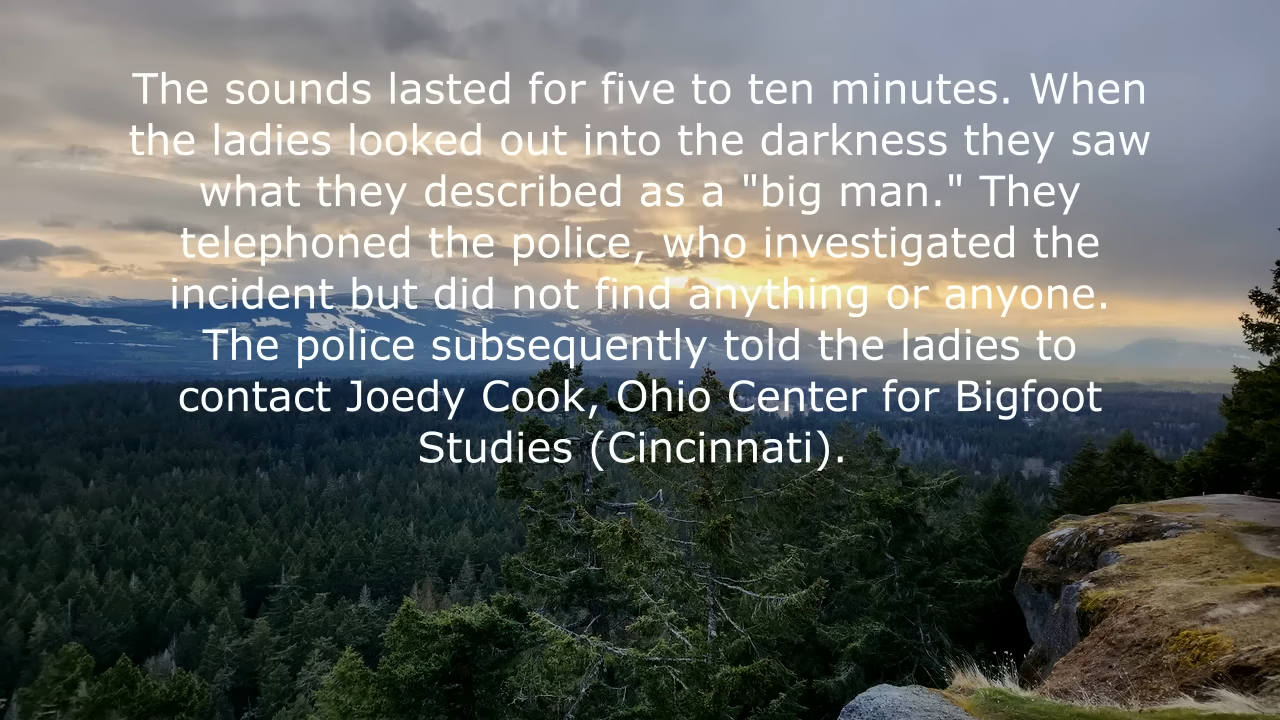 The sounds lasted for five to ten minutes. When
the ladies looked out into the darkness they saw
what they described as a "big man." They
telephoned the police, who investigated the
incident but did not find anything or anyone.
The police subsequently told the ladies to
contact Joedy Cook, Ohio Center for Bigfoot
Studies (Cincinnati).